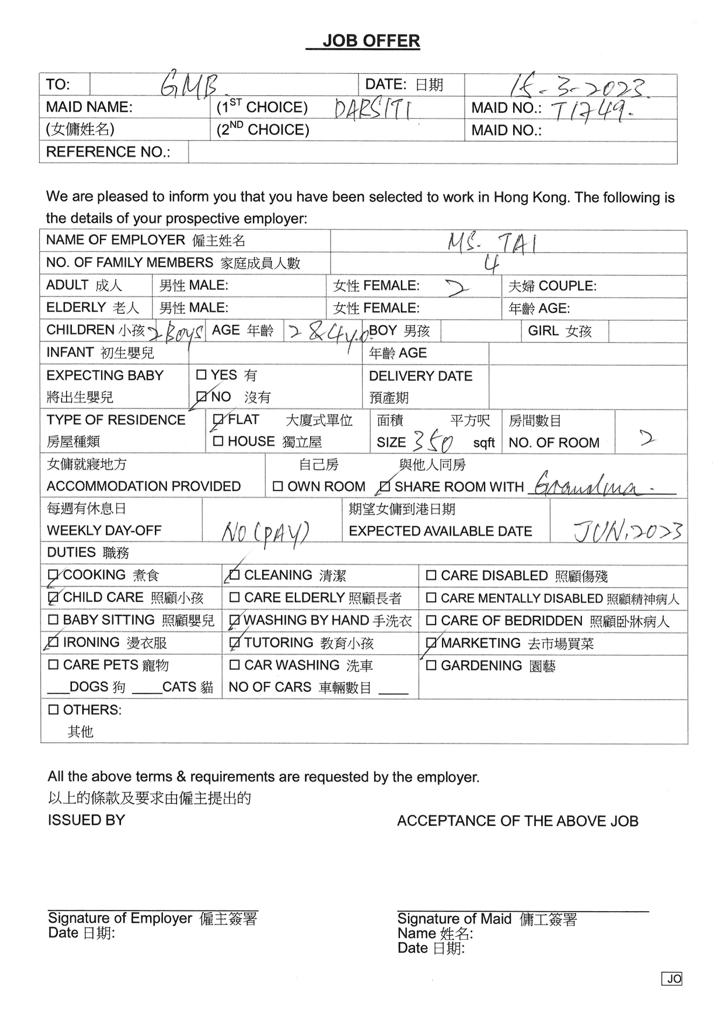 JOB OFFER
TO: GMB DATE: 日期 15-3-2023
MAID NAME: (1ST CHOICE) DARSITI MAID NO.: T1749.
(女傭姓名) (2ND CHOICE) MAID NO.:
REFERENCE NO.:
We are pleased to inform you that you have been selected to work in Hong Kong. The following is
the details of your prospective employer:
NAME OF EMPLOYER 僱主姓名 MS. TAI
NO. OF FAMILY MEMBERS 家庭成員人數 4
ADULT 成人 男性 MALE: 女性 FEMALE: 2 夫婦 COUPLE:
ELDERLY 老人 男性 MALE: 女性 FEMALE: 年齡 AGE:
CHILDREN 小孩 2 Boys AGE 年齡 2 & 4y.o. BOY 男孩 GIRL 女孩
INFANT 初生嬰兒 年齡 AGE
EXPECTING BABY ☐ YES 有 DELIVERY DATE
將出生嬰兒 ☑ NO 沒有 預產期
TYPE OF RESIDENCE ☑ FLAT 大廈式單位 面積 平方呎 房間數目
房屋種類 ☐ HOUSE 獨立屋 SIZE 350 sqft NO. OF ROOM 2
女傭就寢地方 自己房 與他人同房
ACCOMMODATION PROVIDED ☐ OWN ROOM ☑ SHARE ROOM WITH Grandma.
每週有休息日 期望女傭到港日期
WEEKLY DAY-OFF NO (PAY) EXPECTED AVAILABLE DATE JUN, 2023
DUTIES 職務
☑ COOKING 煮食 ☑ CLEANING 清潔 ☐ CARE DISABLED 照顧傷殘
☑ CHILD CARE 照顧小孩 ☐ CARE ELDERLY 照顧長者 ☐ CARE MENTALLY DISABLED 照顧精神病人
☐ BABY SITTING 照顧嬰兒 ☑ WASHING BY HAND 手洗衣 ☐ CARE OF BEDRIDDEN 照顧卧牀病人
☑ IRONING 燙衣服 ☑ TUTORING 教育小孩 ☑ MARKETING 去市場買菜
☐ CARE PETS 寵物 ☐ CAR WASHING 洗車 ☐ GARDENING 園藝
___DOGS 狗 ____CATS 貓 NO OF CARS 車輛數目 ____
☐ OTHERS:
其他
All the above terms & requirements are requested by the employer.
以上的條款及要求由僱主提出的
ISSUED BY ACCEPTANCE OF THE ABOVE JOB
Signature of Employer 僱主簽署 Signature of Maid 傭工簽署
Date 日期: Name 姓名:
Date 日期:
JO